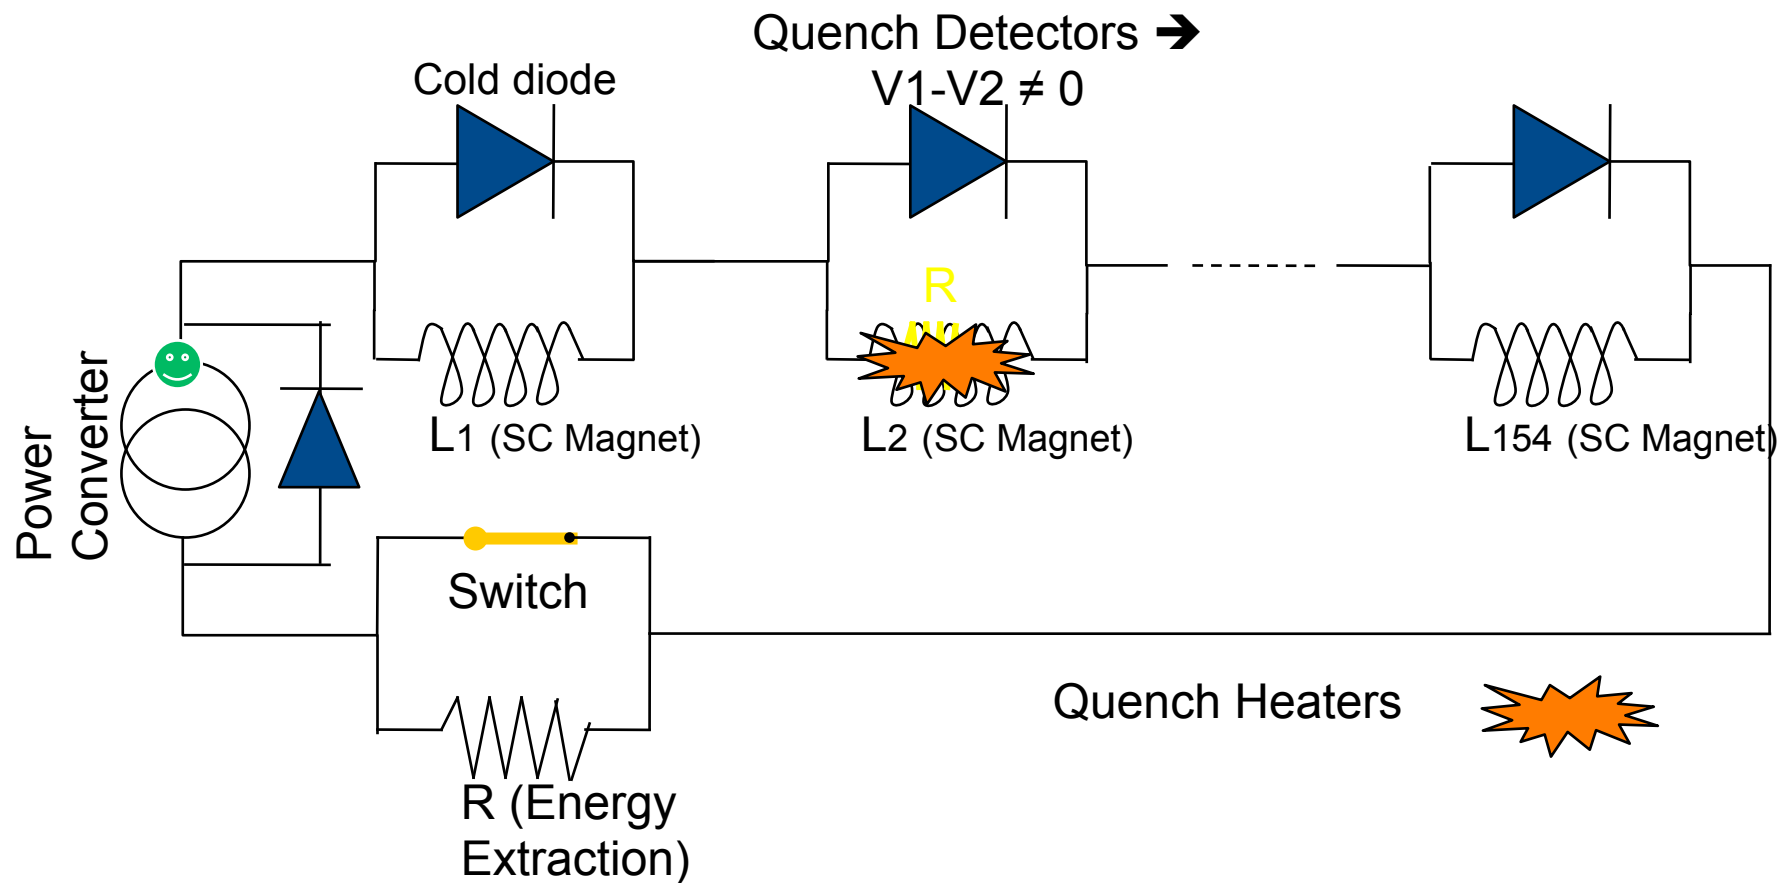 Quench Detectors ➔
V1-V2 ≠ 0
Cold diode
R
L1 (SC Magnet)
L2 (SC Magnet)
L154 (SC Magnet)
Power
Converter
Switch
Quench Heaters
R (Energy
Extraction)